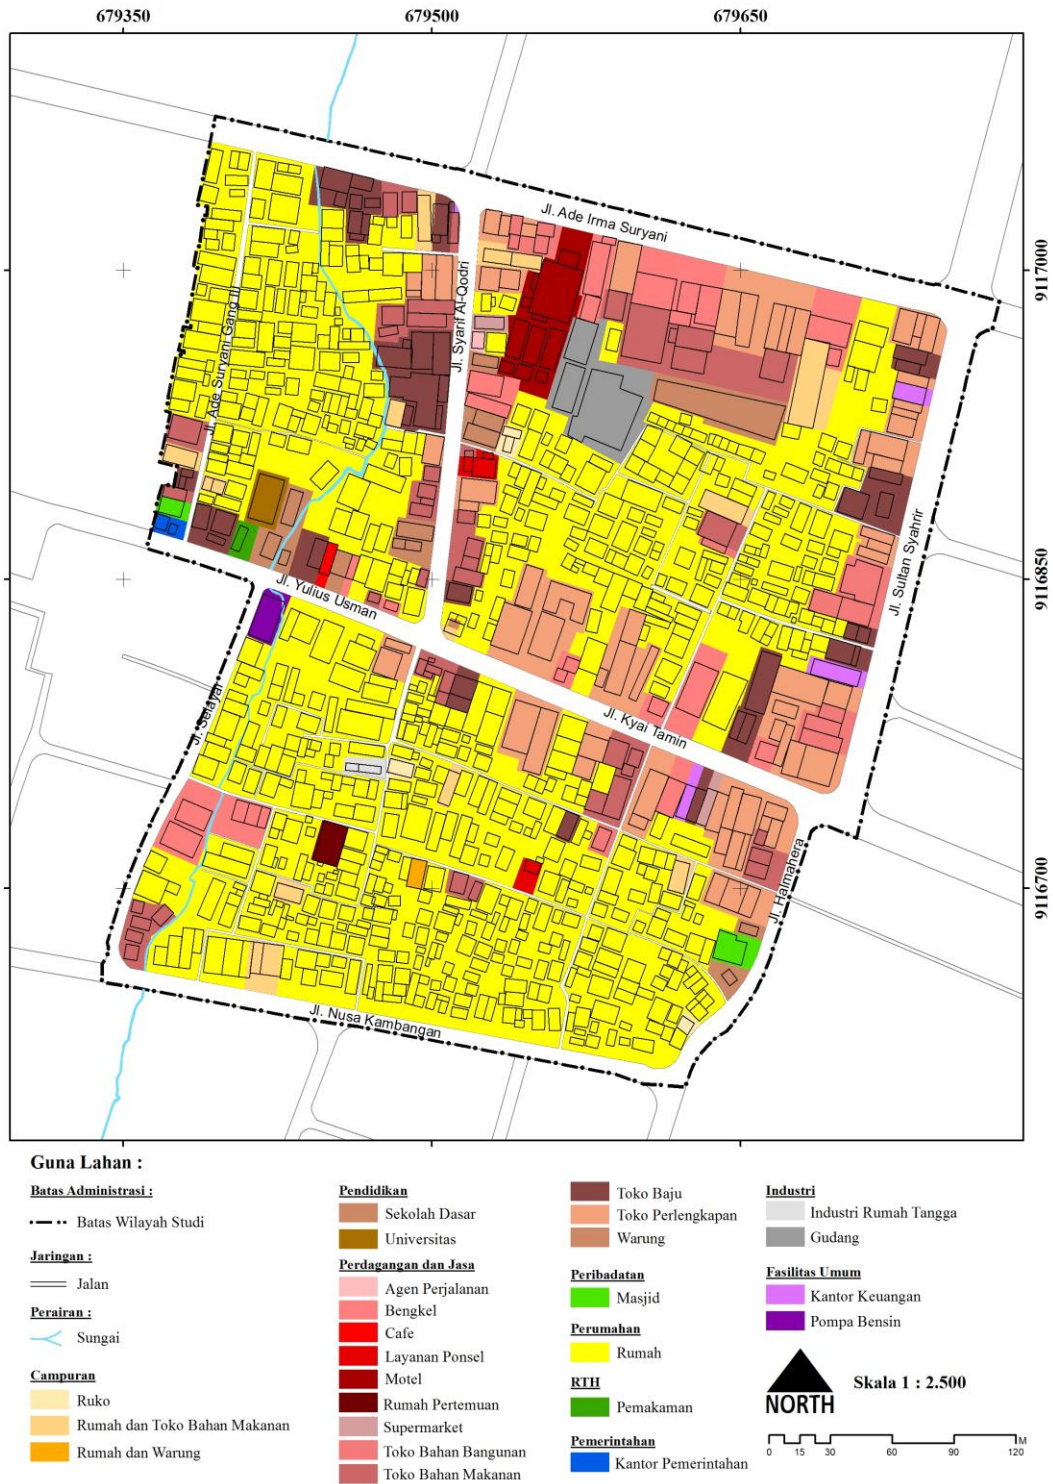 679350 679500 679650
Jl. Ade Irma Suryani
9117000
Jl. Syarif Al-Qodri
Jl. Ade Suryani Gang III
Jl. Sultan Syahrir
9116850
Jl. Yulius Usman
Jl. Selayar
Jl. Kyai Tamin
9116700
Jl. Halmahera
Jl. Nusa Kambangan
Guna Lahan :
Batas Administrasi :
Batas Wilayah Studi
Jaringan :
Jalan
Perairan :
Sungai
Campuran
Ruko
Rumah dan Toko Bahan Makanan
Rumah dan Warung
Pendidikan
Sekolah Dasar
Universitas
Perdagangan dan Jasa
Agen Perjalanan
Bengkel
Cafe
Layanan Ponsel
Motel
Rumah Pertemuan
Supermarket
Toko Bahan Bangunan
Toko Bahan Makanan
Toko Baju
Toko Perlengkapan
Warung
Peribadatan
Masjid
Perumahan
Rumah
RTH
Pemakaman
Pemerintahan
Kantor Pemerintahan
Industri
Industri Rumah Tangga
Gudang
Fasilitas Umum
Kantor Keuangan
Pompa Bensin
NORTH
Skala 1 : 2.500
M
0 15 30 60 90 120